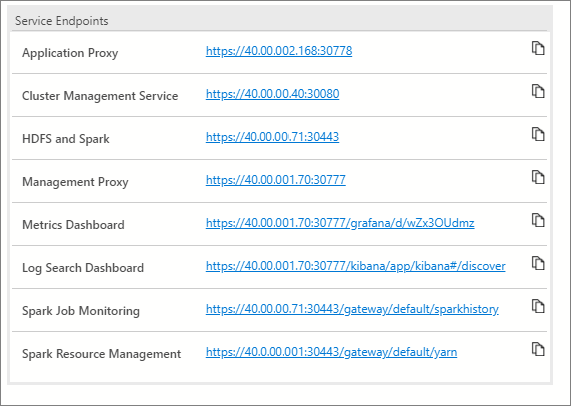 Service Endpoints
Application Proxy https://40.00.002.168:30778
Cluster Management Service https://40.00.00.40:30080
HDFS and Spark https://40.00.00.71:30443
Management Proxy https://40.00.001.70:30777
Metrics Dashboard https://40.00.001.70:30777/grafana/d/wZx3OUdmz
Log Search Dashboard https://40.00.001.70:30777/kibana/app/kibana#/discover
Spark Job Monitoring https://40.00.00.71:30443/gateway/default/sparkhistory
Spark Resource Management https://40.0.00.001:30443/gateway/default/yarn